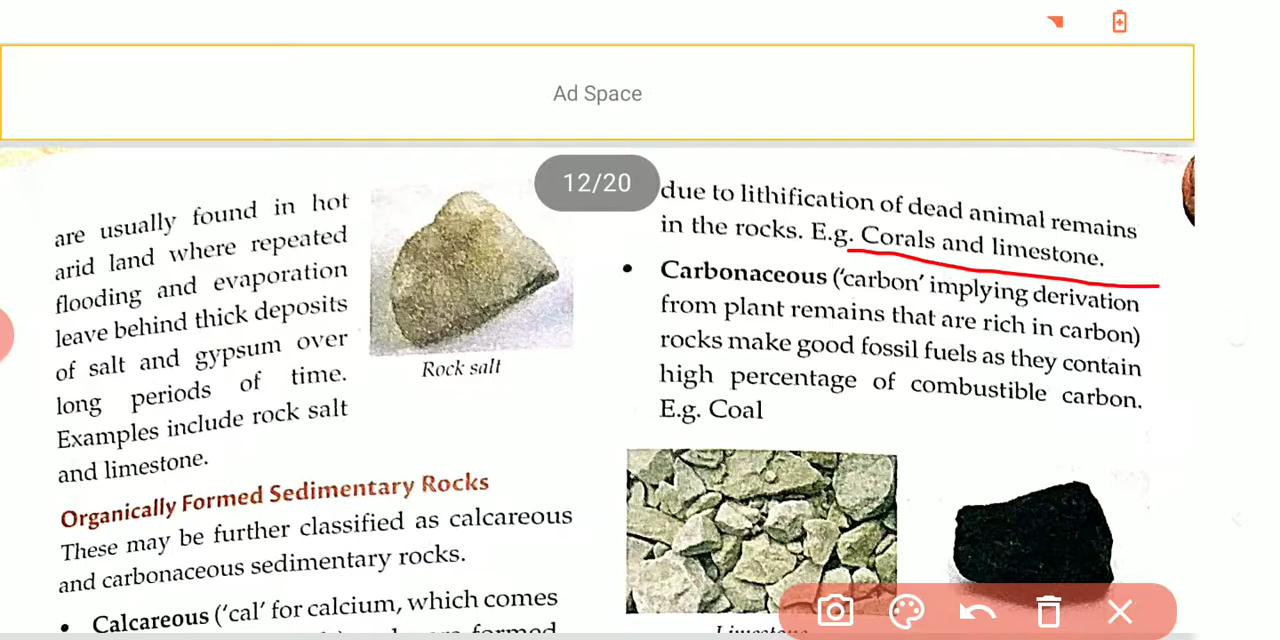 Ad Space
12/20
are usually found in hot
arid land where repeated
flooding and evaporation
leave behind thick deposits
of salt and gypsum over
long periods of time.
Examples include rock salt
and limestone.
Rock salt
Organically Formed Sedimentary Rocks
These may be further classified as calcareous
and carbonaceous sedimentary rocks.
• Calcareous ('cal' for calcium, which comes
due to lithification of dead animal remains
in the rocks. E.g. Corals and limestone.
• Carbonaceous ('carbon' implying derivation
from plant remains that are rich in carbon)
rocks make good fossil fuels as they contain
high percentage of combustible carbon.
E.g. Coal
Limestone